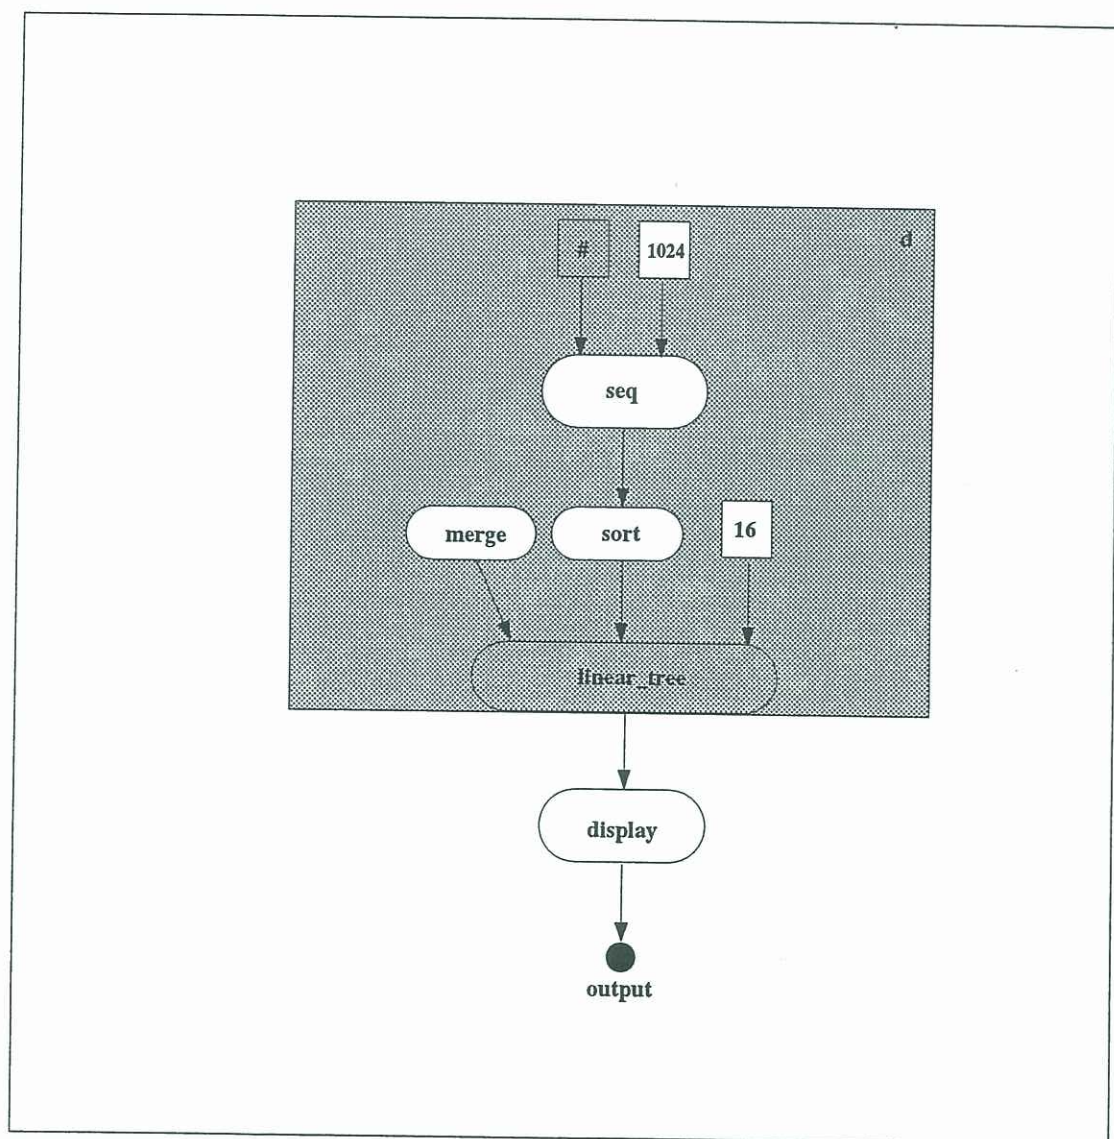 # 1024 d
seq
merge sort 16
linear_tree
display
output